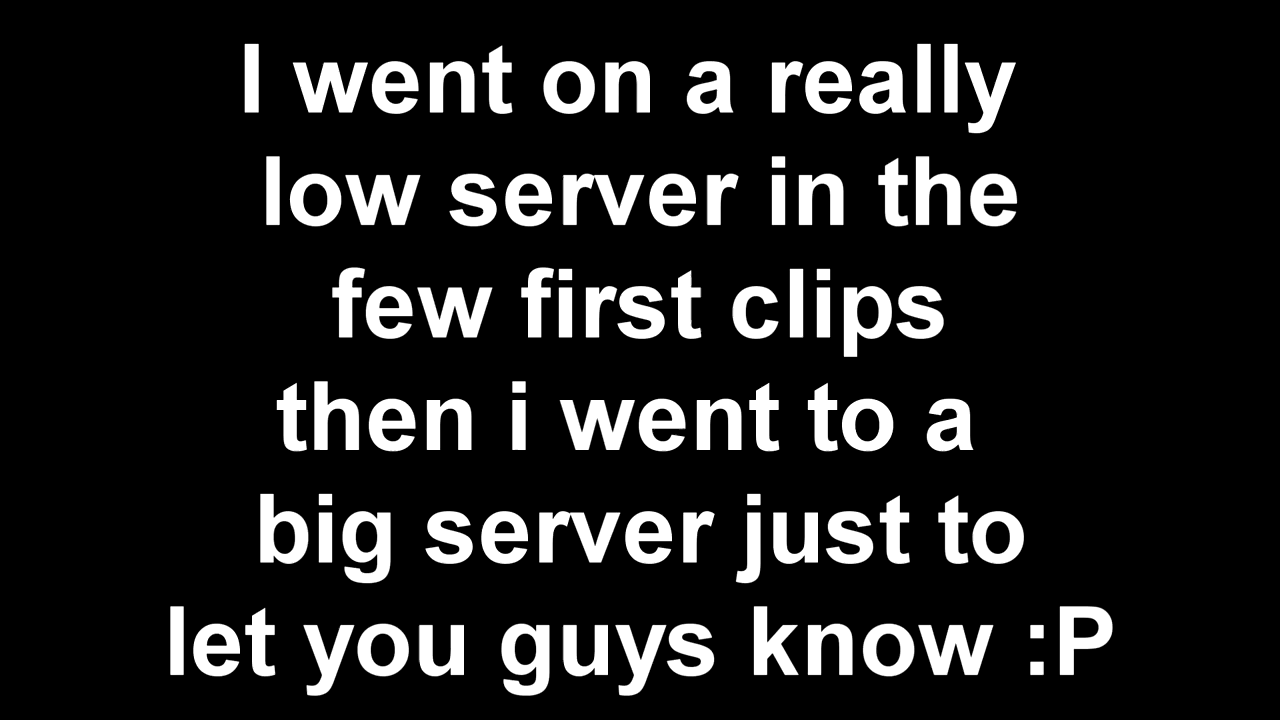 I went on a really
low server in the
few first clips
then i went to a
big server just to
let you guys know :P